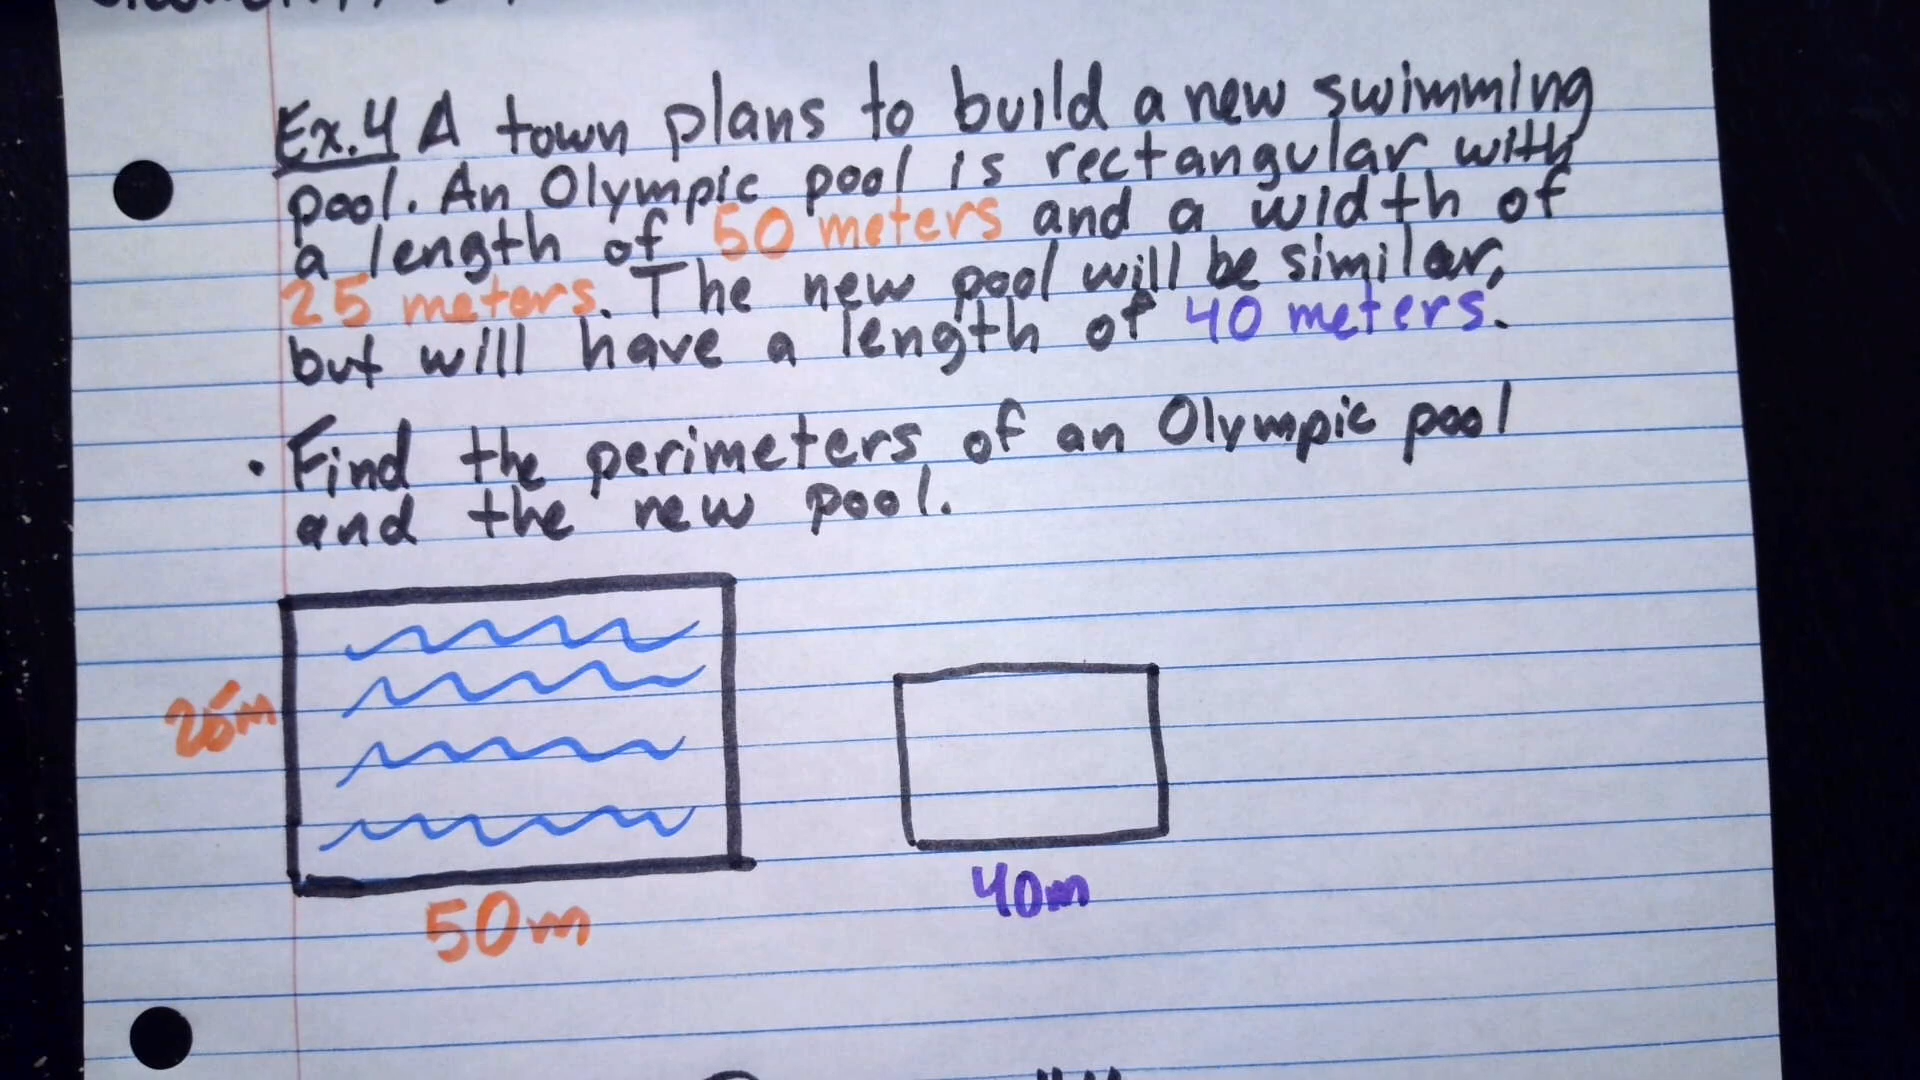 Ex. 4 A town plans to build a new swimming
pool. An Olympic pool is rectangular with
a length of 50 meters and a width of
25 meters. The new pool will be similar,
but will have a length of 40 meters.
• Find the perimeters of an Olympic pool
and the new pool.
25m
50m
40m